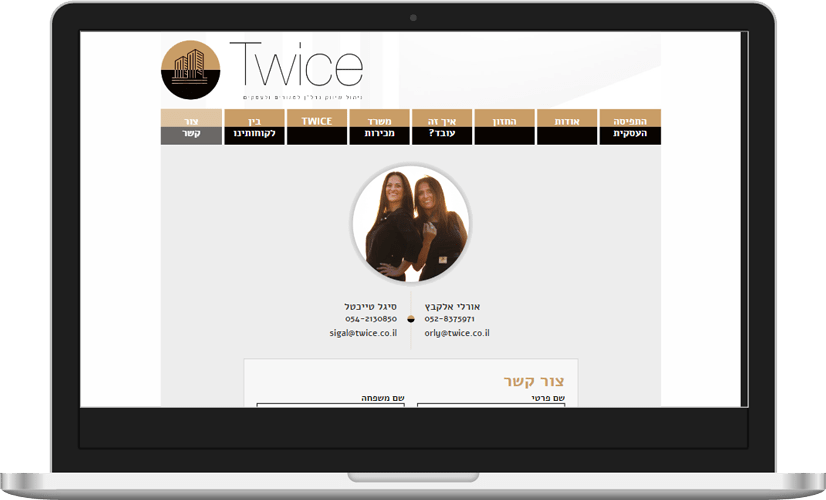 Twice
ניהול שיווק נדל"ן למגורים ולעסקים
התפיסה העסקית
אודות
החזון
איך זה עובד?
משרד מכירות
TWICE
בין לקוחותינו
צור קשר
אורלי אלקבץ
052-8375971
orly@twice.co.il
סיגל טייכטל
054-2130850
sigal@twice.co.il
צור קשר
שם פרטי
שם משפחה